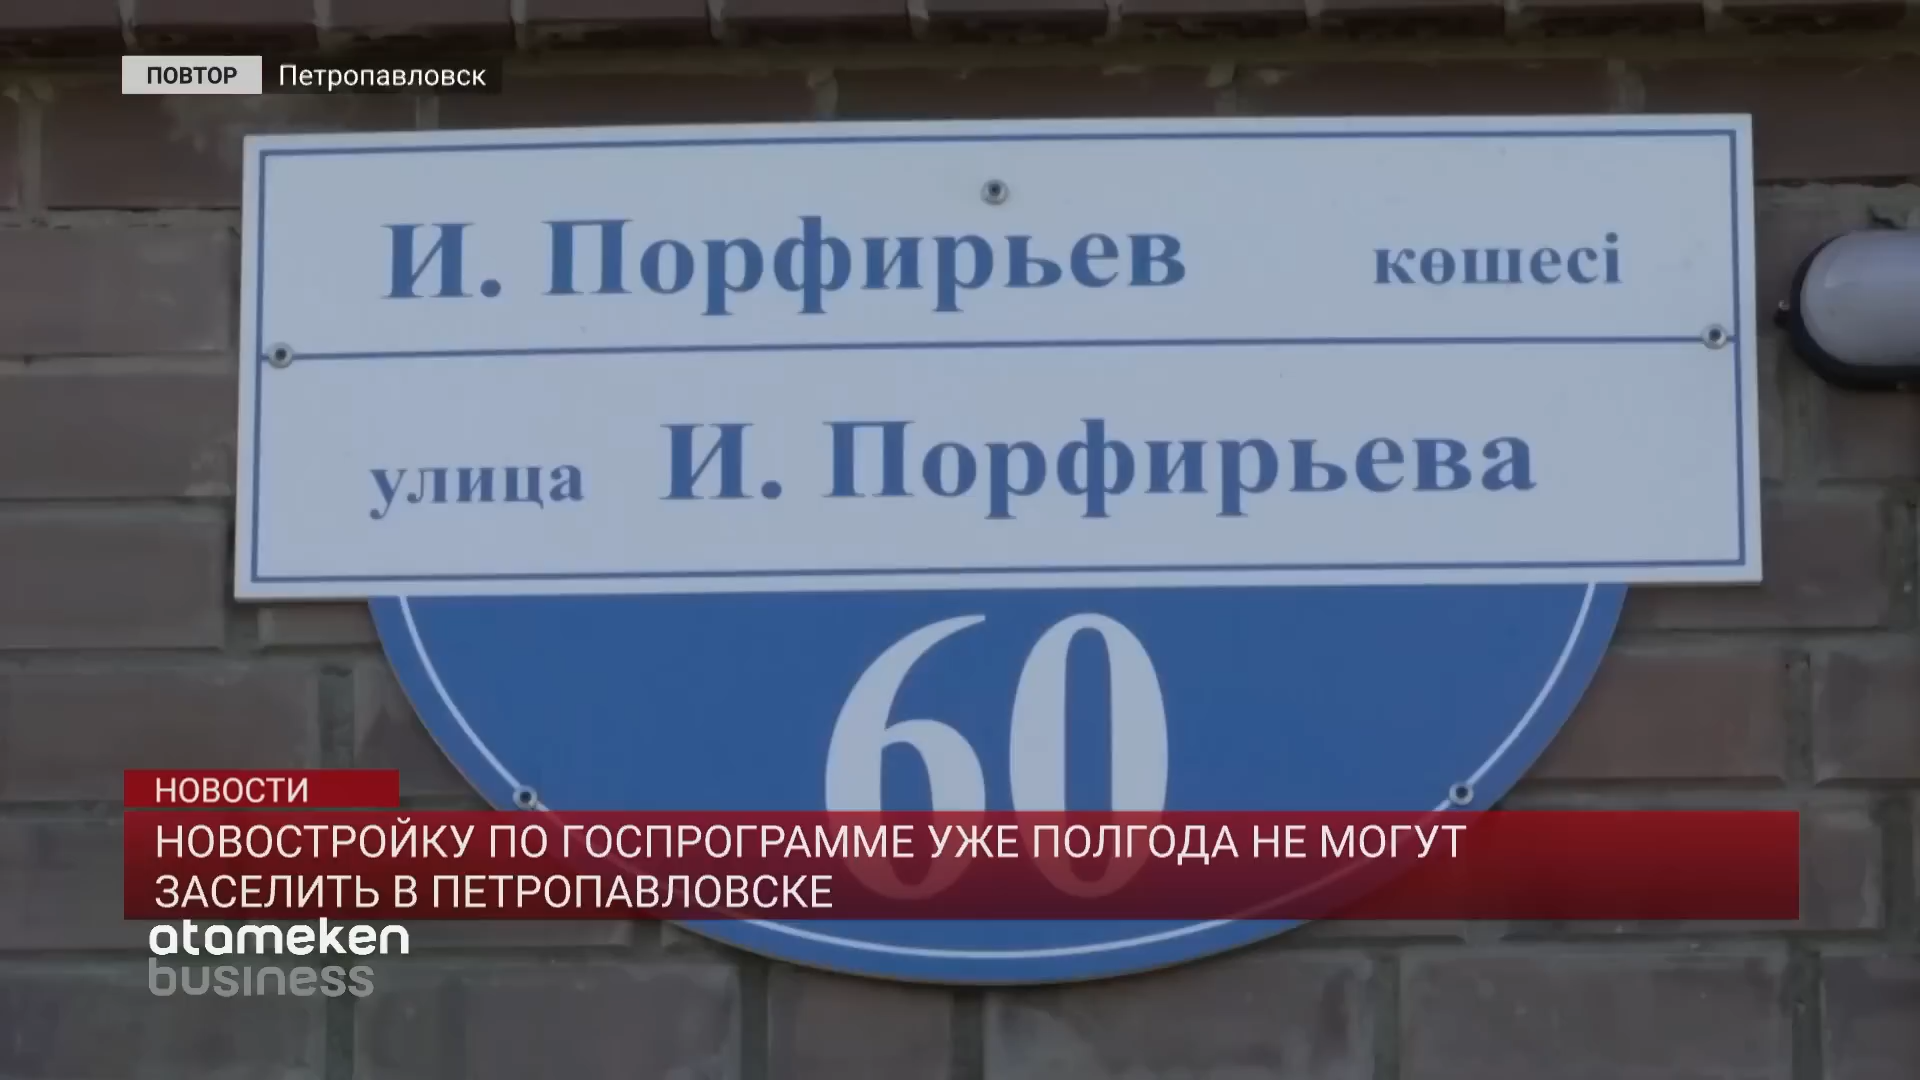 ПОВТОР Петропавловск
И. Порфирьев көшесі
улица И. Порфирьева
60
НОВОСТИ
НОВОСТРОЙКУ ПО ГОСПРОГРАММЕ УЖЕ ПОЛГОДА НЕ МОГУТ
ЗАСЕЛИТЬ В ПЕТРОПАВЛОВСКЕ
atameken
business